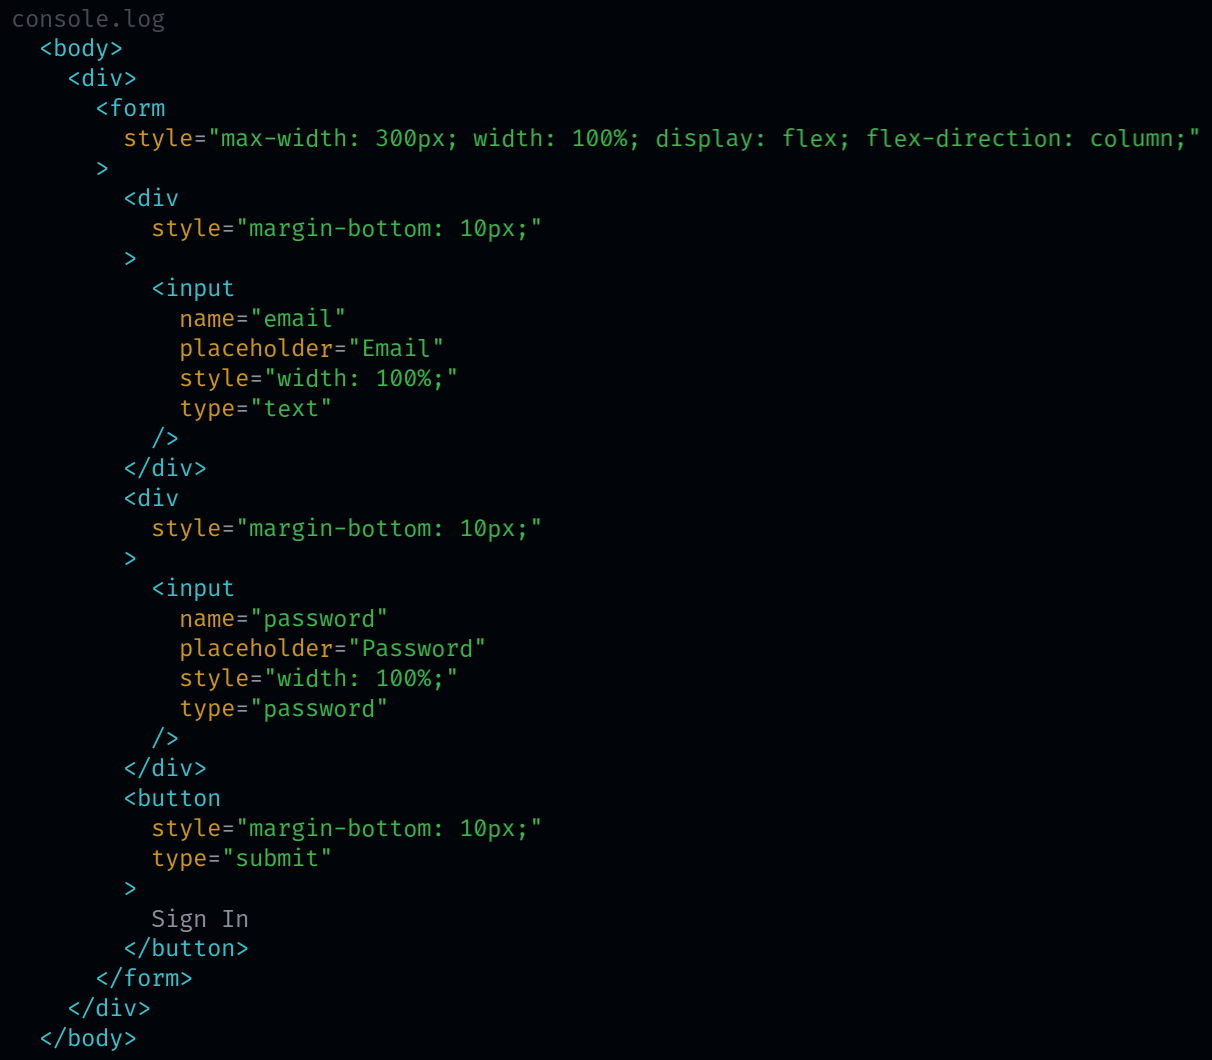 console.log
<body>
<div>
<form
style="max-width: 300px; width: 100%; display: flex; flex-direction: column;"
>
<div
style="margin-bottom: 10px;"
>
<input
name="email"
placeholder="Email"
style="width: 100%;"
type="text"
/>
</div>
<div
style="margin-bottom: 10px;"
>
<input
name="password"
placeholder="Password"
style="width: 100%;"
type="password"
/>
</div>
<button
style="margin-bottom: 10px;"
type="submit"
>
Sign In
</button>
</form>
</div>
</body>